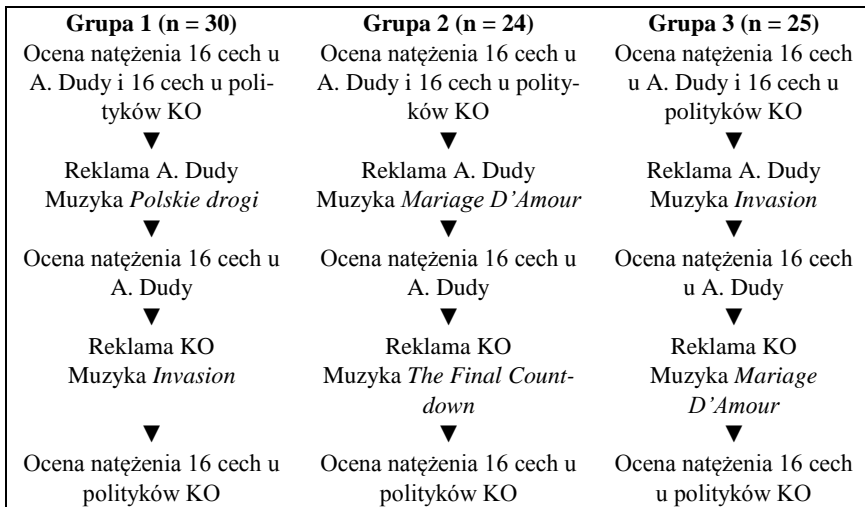 Grupa 1 (n = 30)
Ocena natężenia 16 cech u
A. Dudy i 16 cech u poli-
tyków KO
▼
Reklama A. Dudy
Muzyka Polskie drogi
▼
Ocena natężenia 16 cech u
A. Dudy
▼
Reklama KO
Muzyka Invasion
▼
Ocena natężenia 16 cech u
polityków KO
Grupa 2 (n = 24)
Ocena natężenia 16 cech u
A. Dudy i 16 cech u polity-
ków KO
▼
Reklama A. Dudy
Muzyka Mariage D’Amour
▼
Ocena natężenia 16 cech u
A. Dudy
▼
Reklama KO
Muzyka The Final Count-
down
▼
Ocena natężenia 16 cech u
polityków KO
Grupa 3 (n = 25)
Ocena natężenia 16 cech
u A. Dudy i 16 cech u
polityków KO
▼
Reklama A. Dudy
Muzyka Invasion
▼
Ocena natężenia 16 cech
u A. Dudy
▼
Reklama KO
Muzyka Mariage
D’Amour
▼
Ocena natężenia 16 cech
u polityków KO